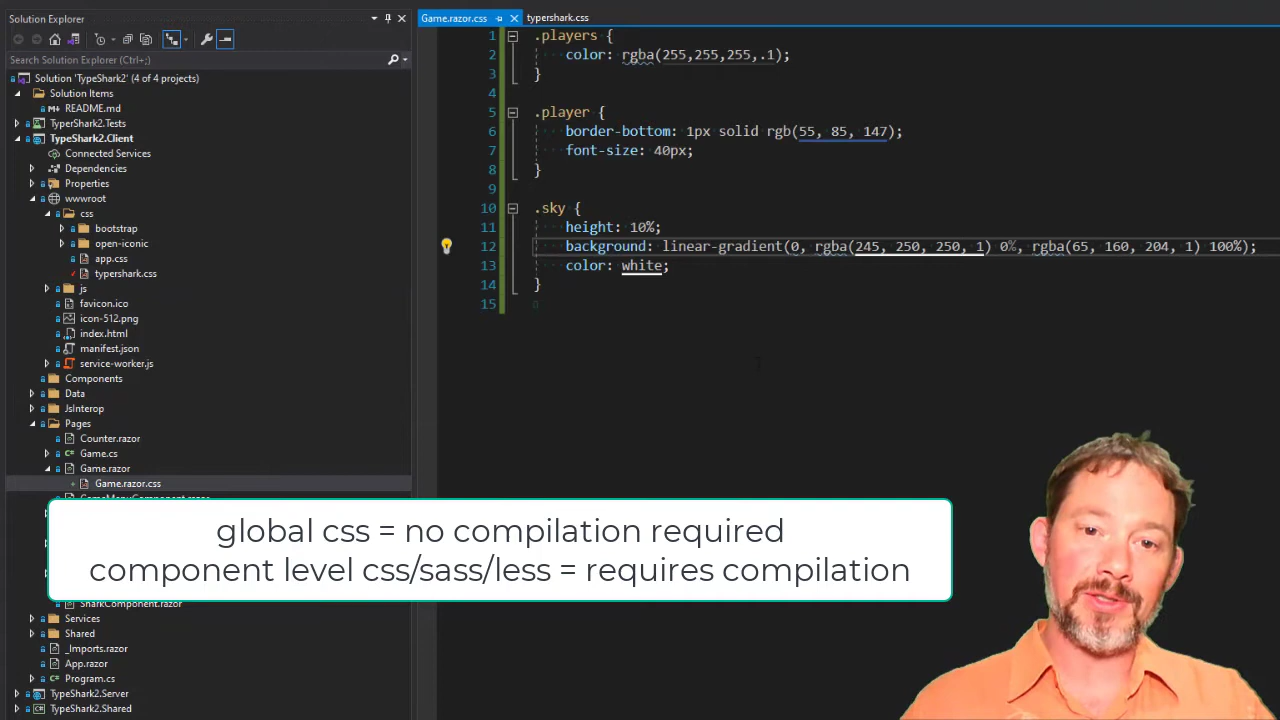 Solution Explorer
Search Solution Explorer (Ctrl+;)
Solution 'TypeShark2' (4 of 4 projects)
Solution Items
README.md
TyperShark2.Tests
TypeShark2.Client
Connected Services
Dependencies
Properties
wwwroot
css
bootstrap
open-iconic
app.css
typershark.css
js
favicon.ico
icon-512.png
index.html
manifest.json
service-worker.js
Components
Data
JsInterop
Pages
Counter.razor
Game.cs
Game.razor
Game.razor.css
GameMenuComponent.razor
SharkComponent.razor
Services
Shared
_Imports.razor
App.razor
Program.cs
TypeShark2.Server
TypeShark2.Shared
Game.razor.css
typershark.css
1 .players {
2 color: rgba(255,255,255,.1);
3 }
4
5 .player {
6 border-bottom: 1px solid rgb(55, 85, 147);
7 font-size: 40px;
8 }
9
10 .sky {
11 height: 10%;
12 background: linear-gradient(0, rgba(245, 250, 250, 1) 0%, rgba(65, 160, 204, 1) 100%);
13 color: white;
14 }
15
global css = no compilation required
component level css/sass/less = requires compilation